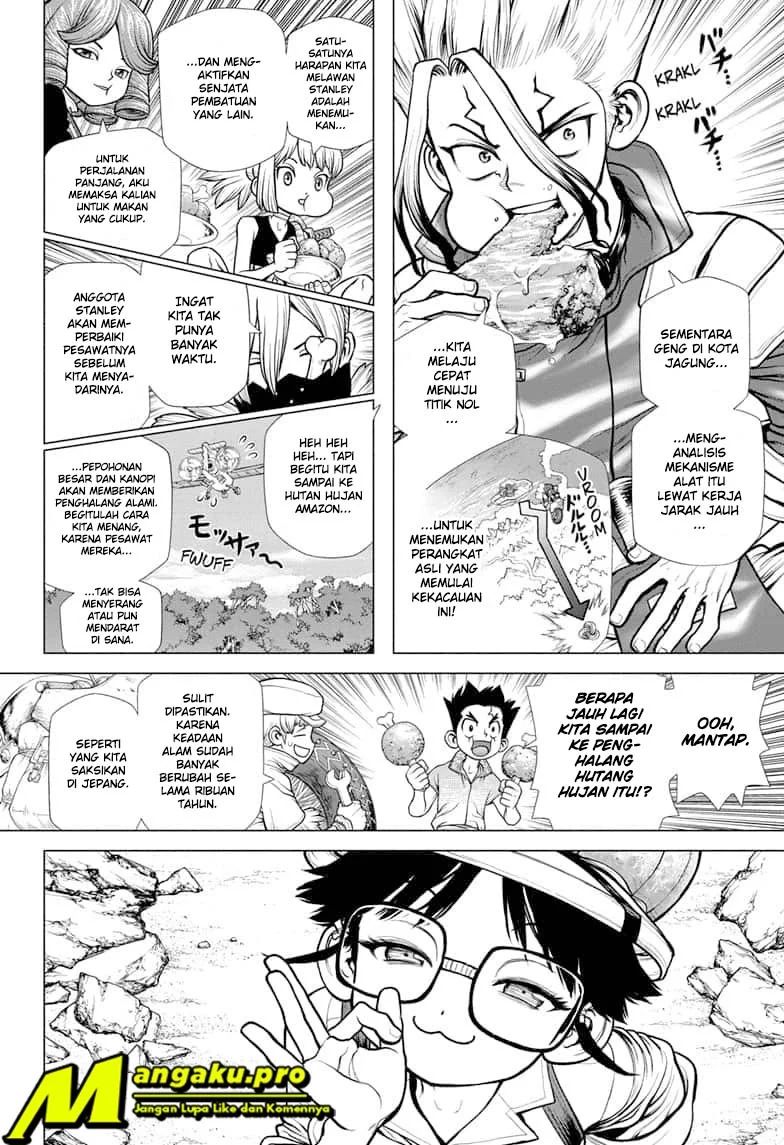 バチ
バチ
KRAKL
KRAKL
SEMENTARA
GENG DI KOTA
JAGUNG...
...MENG-
ANALISIS
MEKANISME
ALAT ITU
LEWAT KERJA
JARAK JAUH
...
...KITA
MELAJU
CEPAT
MENUJU
TITIK NOL
...
VROOM
ドルルル...
...UNTUK
MENEMUKAN
PERANGKAT
ASLI YANG
MEMULAI
KEKACAUAN
INI!
SATU-
SATUNYA
HARAPAN KITA
MELAWAN
STANLEY
ADALAH
MENEMU-
KAN...
...DAN MENG-
AKTIFKAN
SENJATA
PEMBATUAN
YANG LAIN.
UNTUK
PERJALANAN
PANJANG, AKU
MEMAKSA KALIAN
UNTUK MAKAN
YANG CUKUP.
INGAT
KITA TAK
PUNYA
BANYAK
WAKTU.
ANGGOTA
STANLEY
AKAN MEM-
PERBAIKI
PESAWATNYA
SEBELUM
KITA MENYA-
DARINYA.
HEH HEH
HEH... TAPI
BEGITU KITA
SAMPAI KE
HUTAN HUJAN
AMAZON...
FWUFF
...PEPOHONAN
BESAR DAN KANOPI
AKAN MEMBERIKAN
PENGHALANG ALAMI.
BEGITULAH CARA
KITA MENANG,
KARENA PESAWAT
MEREKA...
...TAK BISA
MENYERANG
ATAU PUN
MENDARAT
DI SANA.
OOH,
MANTAP.
BERAPA
JAUH LAGI
KITA SAMPAI
KE PENG-
HALANG
HUTANG
HUJAN ITU!?
SULIT
DIPASTIKAN.
KARENA
KEADAAN
ALAM SUDAH
BANYAK
BERUBAH SE-
LAMA RIBUAN
TAHUN.
SEPERTI
YANG KITA
SAKSIKAN
DI JEPANG.
Mangaku.pro
Jangan Lupa Like dan Komennya